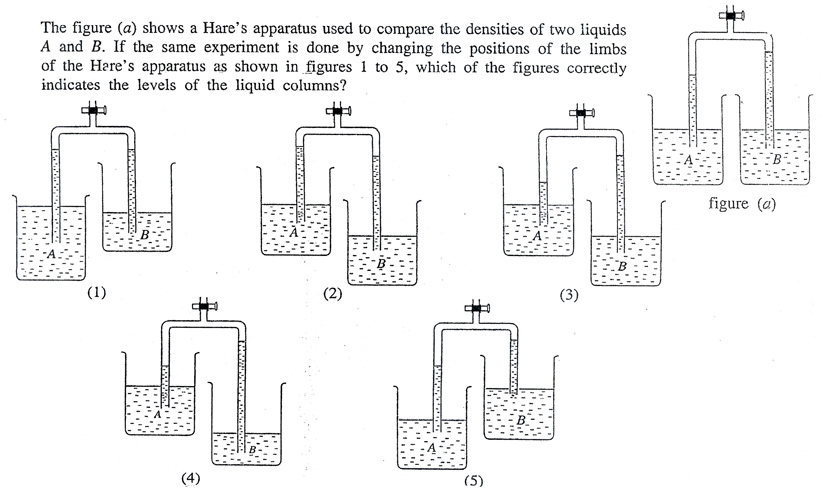 The figure (a) shows a Hare's apparatus used to compare the densities of two liquids
A and B. If the same experiment is done by changing the positions of the limbs
of the Hare's apparatus as shown in figures 1 to 5, which of the figures correctly
indicates the levels of the liquid columns?
A
B
figure (a)
A
B
(1)
A
B
(2)
A
B
(3)
A
B
(4)
A
B
(5)